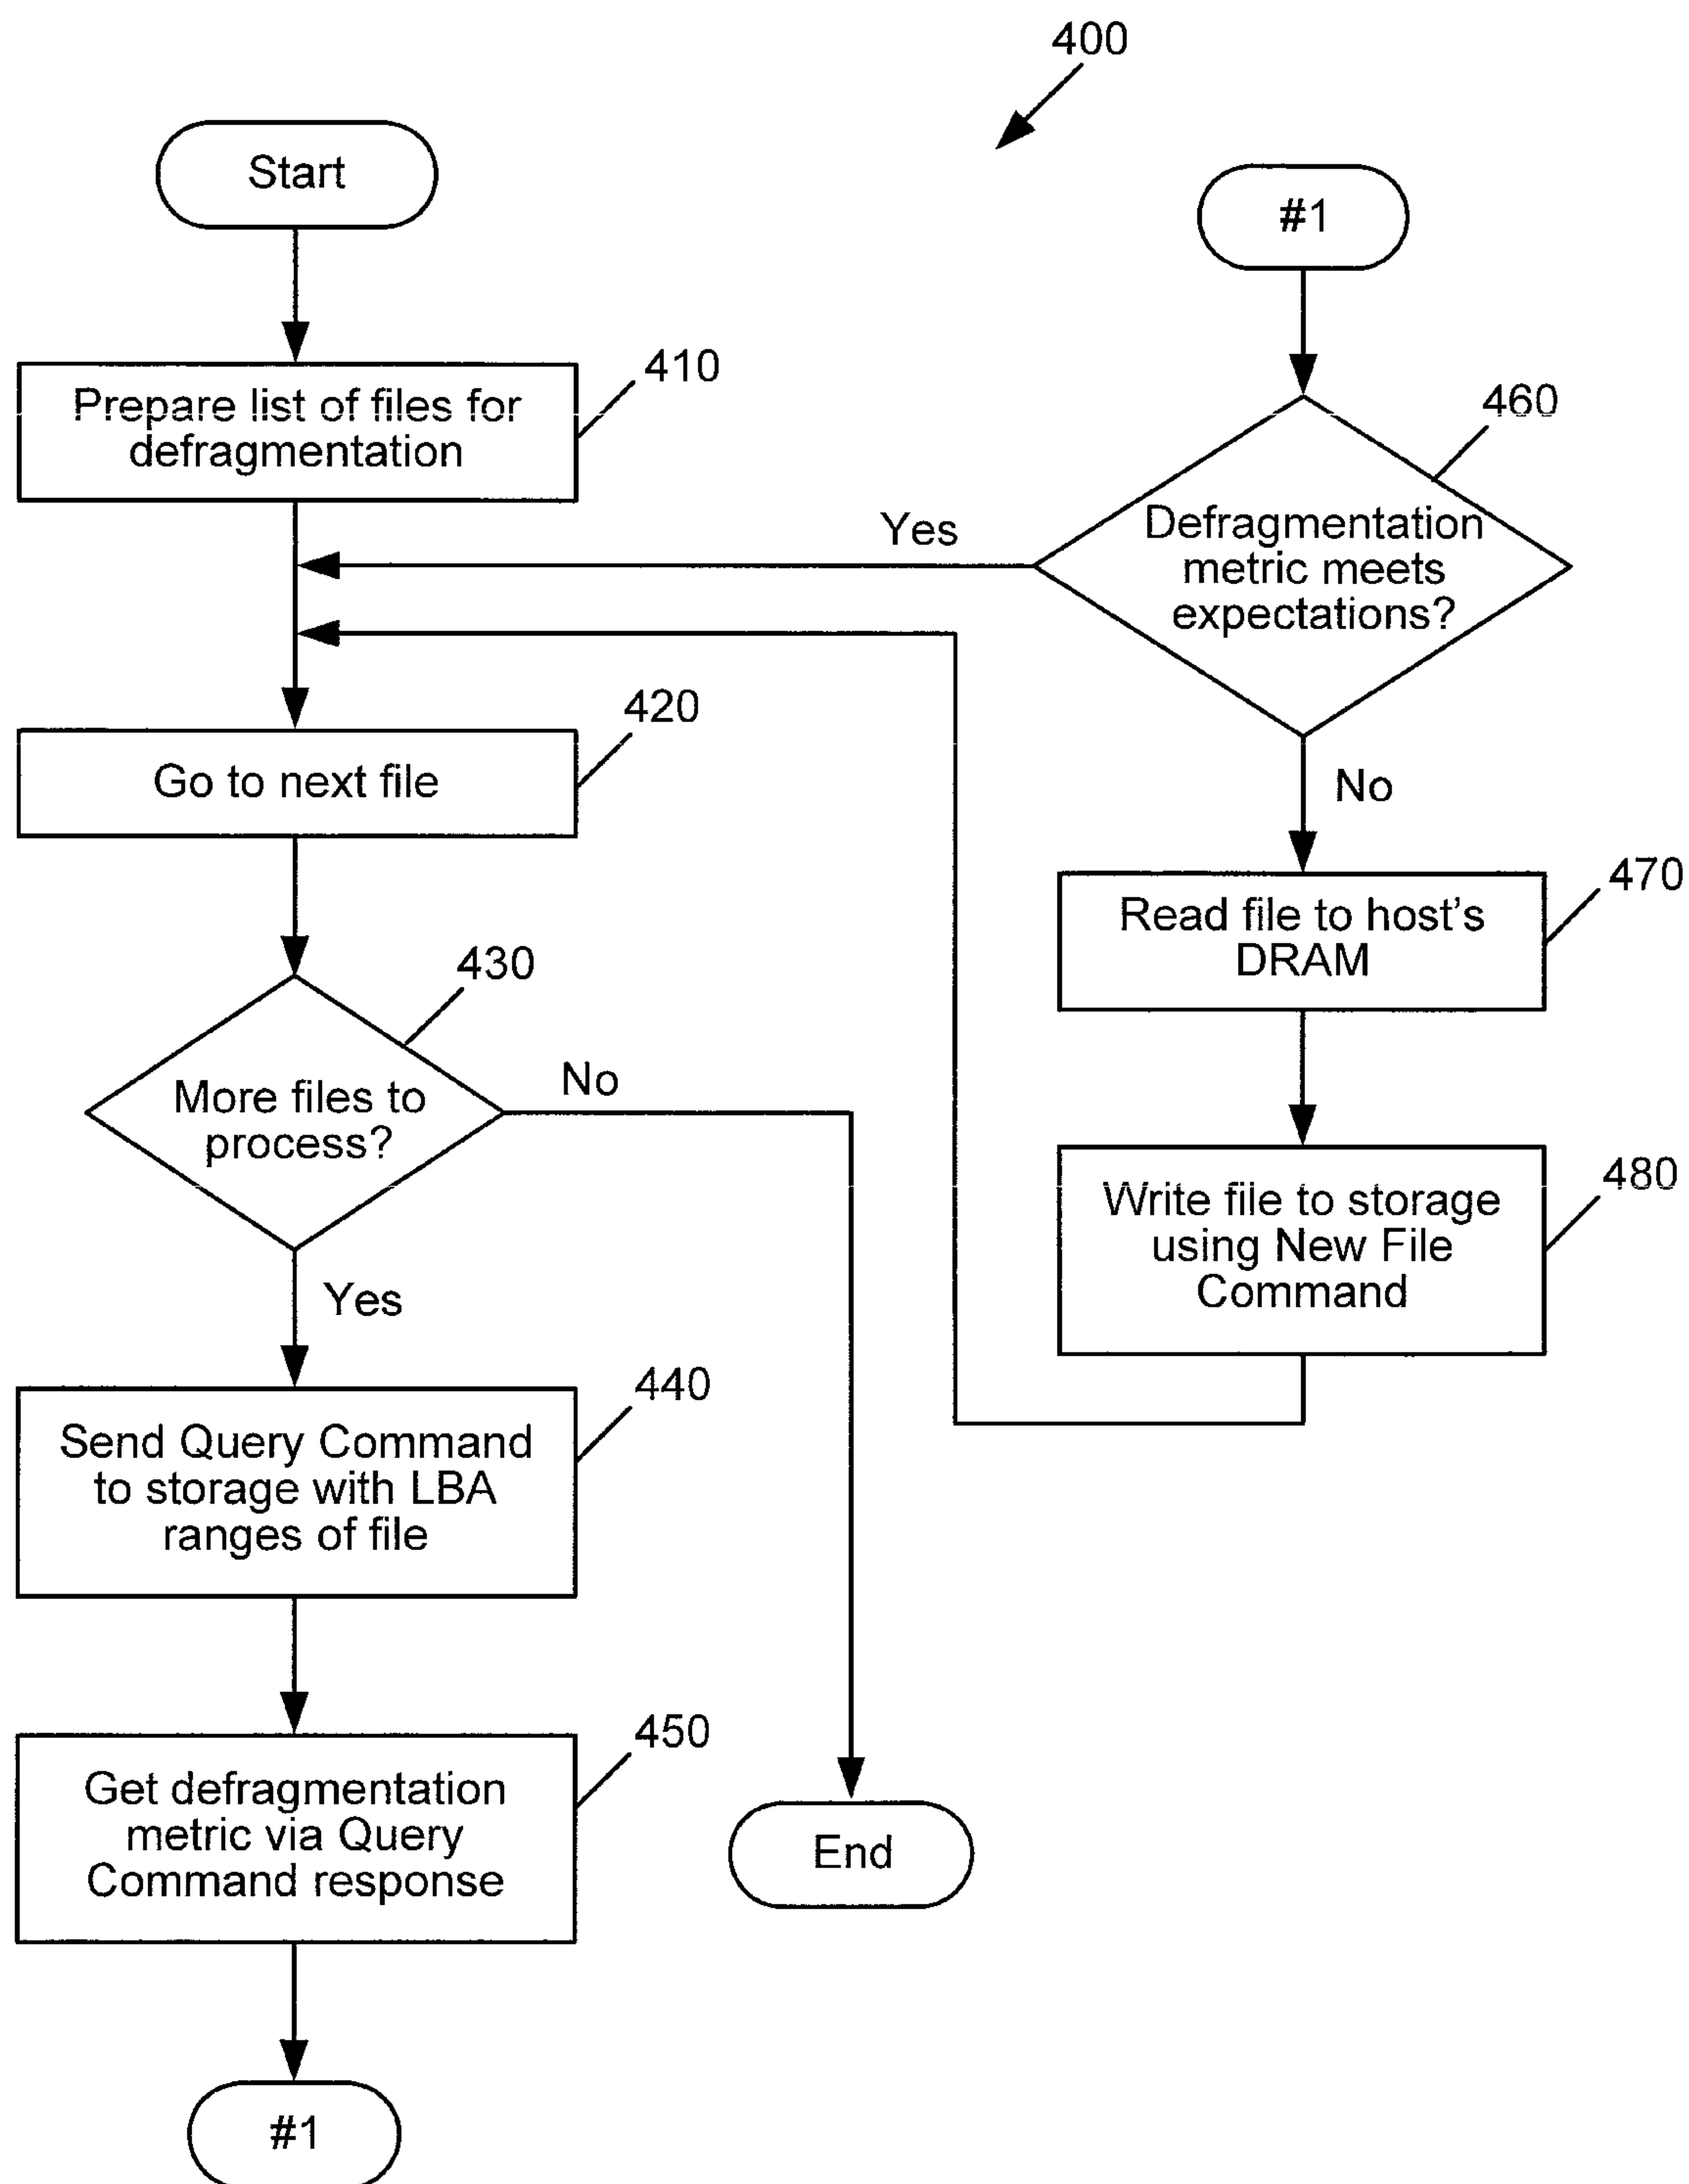 400
Start
410
Prepare list of files for
defragmentation
420
Go to next file
430
More files to
process?
No
Yes
440
Send Query Command
to storage with LBA
ranges of file
450
Get defragmentation
metric via Query
Command response
#1
End
#1
460
Defragmentation
metric meets
expectations?
Yes
No
470
Read file to host's
DRAM
480
Write file to storage
using New File
Command